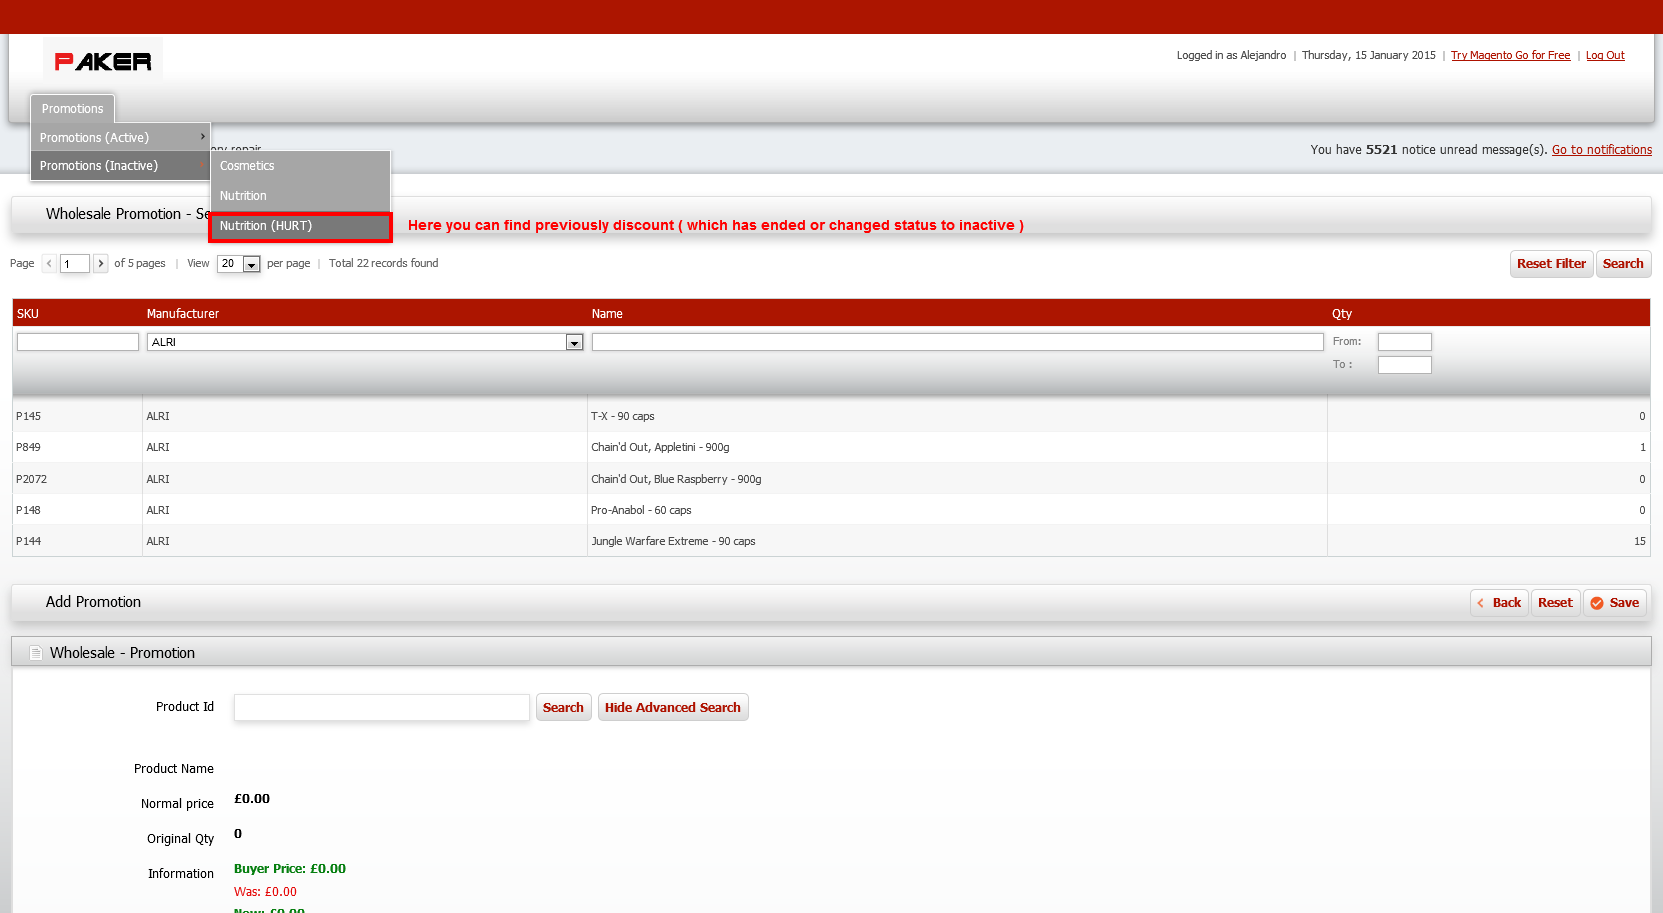 PAKER
Logged in as Alejandro | Thursday, 15 January 2015 | Try Magento Go for Free | Log Out
Promotions
Promotions (Active)
Promotions (Inactive)
repair
You have 5521 notice unread message(s). Go to notifications
Cosmetics
Nutrition
Nutrition (HURT)
Here you can find previously discount ( which has ended or changed status to inactive )
Wholesale Promotion -
Page 1 of 5 pages | View 20 per page | Total 22 records found
Reset Filter Search
SKU Manufacturer Name Qty
ALRI From:
To :
P145 ALRI T-X - 90 caps 0
P849 ALRI Chain'd Out, Appletini - 900g 1
P2072 ALRI Chain'd Out, Blue Raspberry - 900g 0
P148 ALRI Pro-Anabol - 60 caps 0
P144 ALRI Jungle Warfare Extreme - 90 caps 15
Add Promotion Back Reset Save
Wholesale - Promotion
Product Id Search Hide Advanced Search
Product Name
Normal price £0.00
Original Qty 0
Information Buyer Price: £0.00
Was: £0.00
Now: £0.00